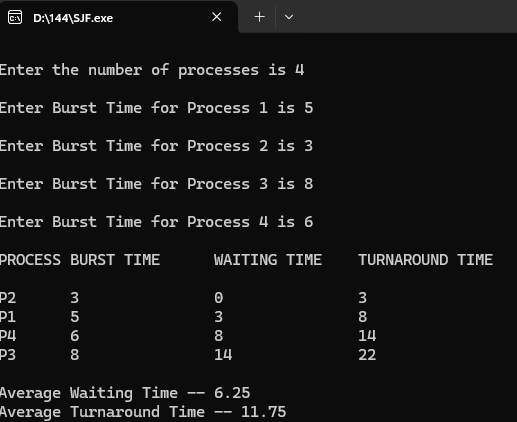 D:\144\SJF.exe
Enter the number of processes is 4
Enter Burst Time for Process 1 is 5
Enter Burst Time for Process 2 is 3
Enter Burst Time for Process 3 is 8
Enter Burst Time for Process 4 is 6
PROCESS BURST TIME WAITING TIME TURNAROUND TIME
P2 3 0 3
P1 5 3 8
P4 6 8 14
P3 8 14 22
Average Waiting Time -- 6.25
Average Turnaround Time -- 11.75